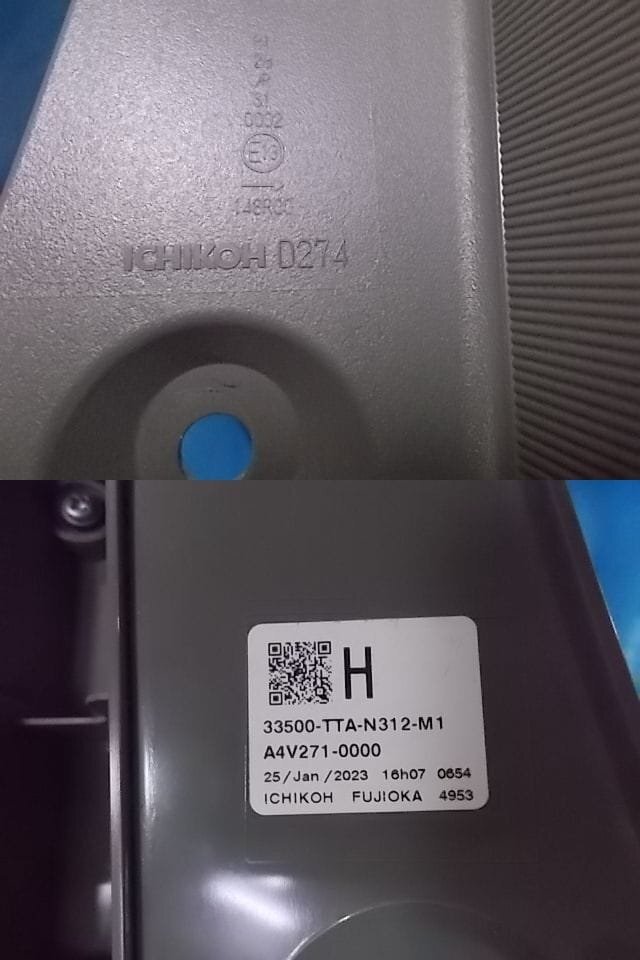 0002
E13
ICHIKOH D274
H
33500-TTA-N312-M1
A4V271-0000
25/Jan/2023 16h07 0654
ICHIKOH FUJIOKA 4953